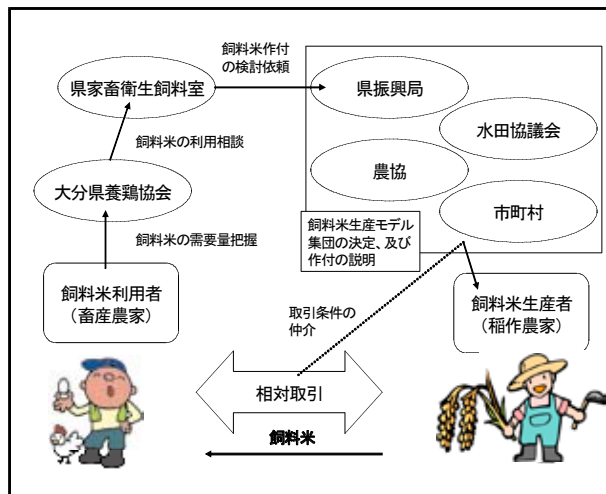 飼料米作付
の検討依頼
県家畜衛生飼料室
県振興局
水田協議会
飼料米の利用相談
農協
大分県養鶏協会
市町村
飼料米の需要量把握
飼料米生産モデル
集団の決定、及び
作付の説明
飼料米利用者
（畜産農家）
取引条件の
仲介
飼料米生産者
（稲作農家）
相対取引
飼料米